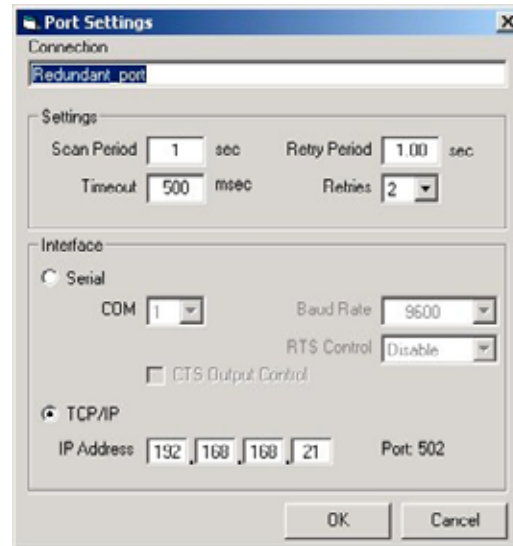 Port Settings
Connection
Redundant_port
Settings
Scan Period 1 sec Retry Period 1.00 sec
Timeout 500 msec Retries 2
Interface
Serial
COM 1 Baud Rate 9600
RTS Control Disable
CTS Output Control
TCP/IP
IP Address 192.168.168.21 Port: 502
OK Cancel